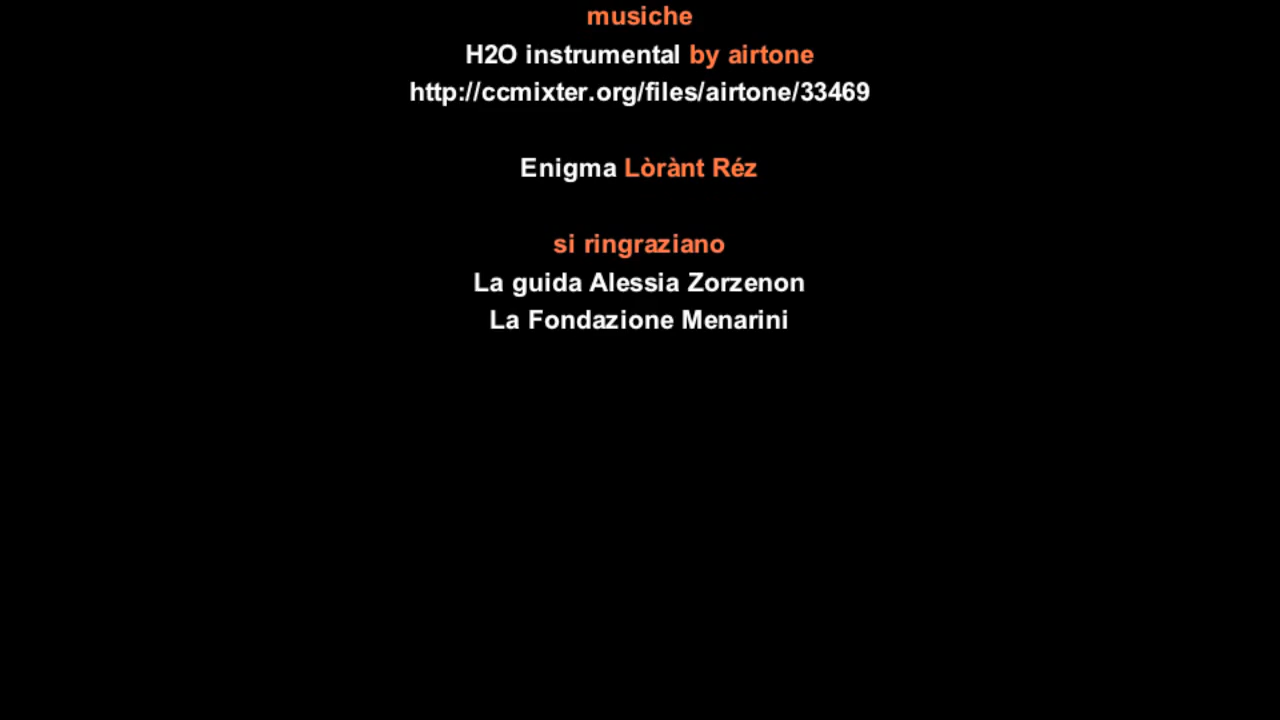 musiche
H2O instrumental by airtone
http://ccmixter.org/files/airtone/33469
Enigma Lòrànt Réz
si ringraziano
La guida Alessia Zorzenon
La Fondazione Menarini